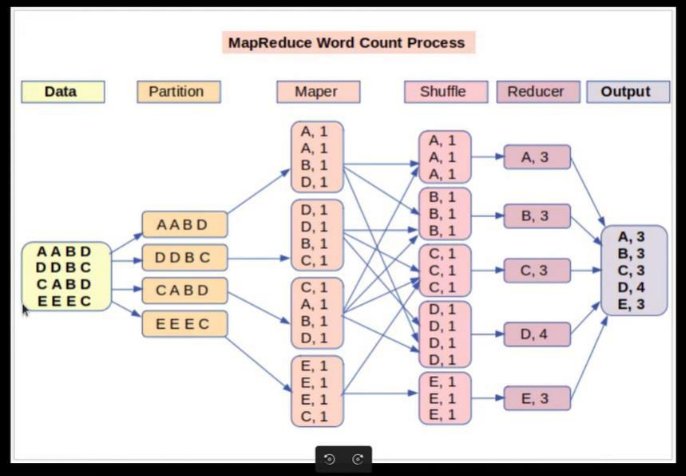 MapReduce Word Count Process
Data
Partition
Maper
Shuffle
Reducer
Output
A A B D
D D B C
C A B D
E E E C
A A B D
D D B C
C A B D
E E E C
A, 1
A, 1
B, 1
D, 1
D, 1
D, 1
B, 1
C, 1
C, 1
A, 1
B, 1
D, 1
E, 1
E, 1
E, 1
C, 1
A, 1
A, 1
A, 1
B, 1
B, 1
B, 1
C, 1
C, 1
C, 1
D, 1
D, 1
D, 1
D, 1
E, 1
E, 1
E, 1
A, 3
B, 3
C, 3
D, 4
E, 3
A, 3
B, 3
C, 3
D, 4
E, 3